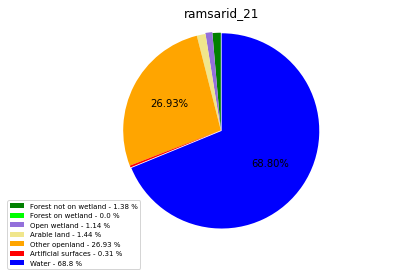 ramsarid_21
26.93%
68.80%
Forest not on wetland - 1.38 %
Forest on wetland - 0.0 %
Open wetland - 1.14 %
Arable land - 1.44 %
Other openland - 26.93 %
Artificial surfaces - 0.31 %
Water - 68.8 %